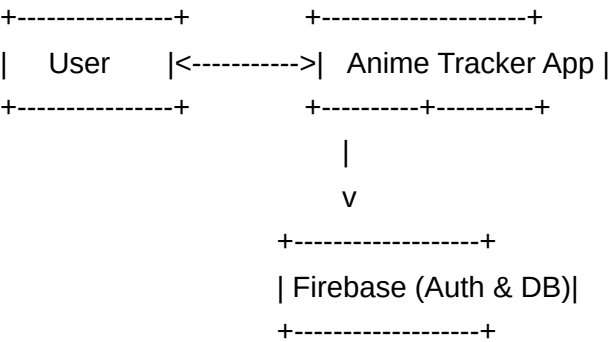 +----------------+ +---------------------+
| User |<----------->| Anime Tracker App |
+----------------+ +----------+----------+
|
v
+-------------------+
| Firebase (Auth & DB)|
+-------------------+